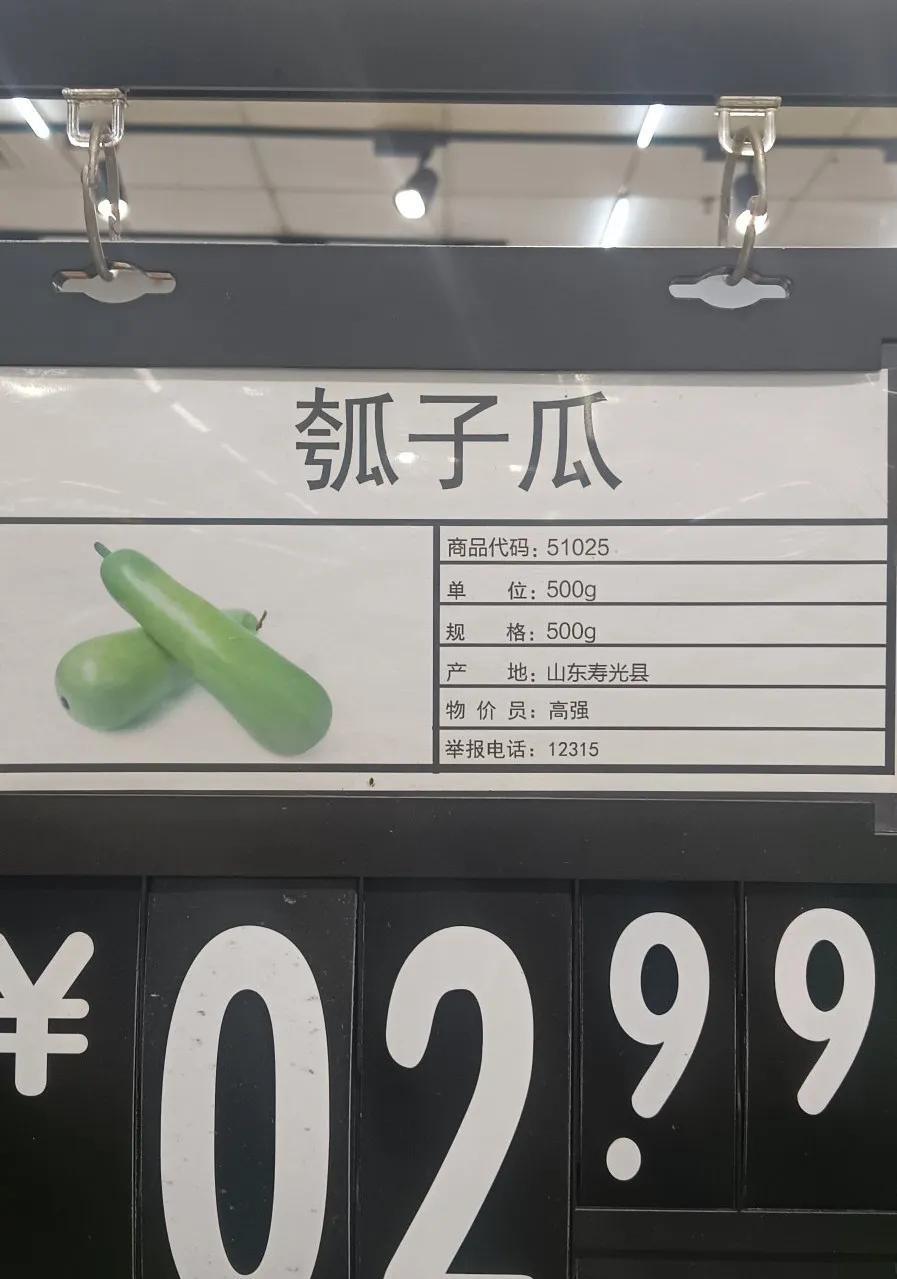 瓠子瓜
商品代码：51025
单 位：500g
规 格：500g
产 地：山东寿光县
物 价 员：高强
举报电话：12315
¥02.99